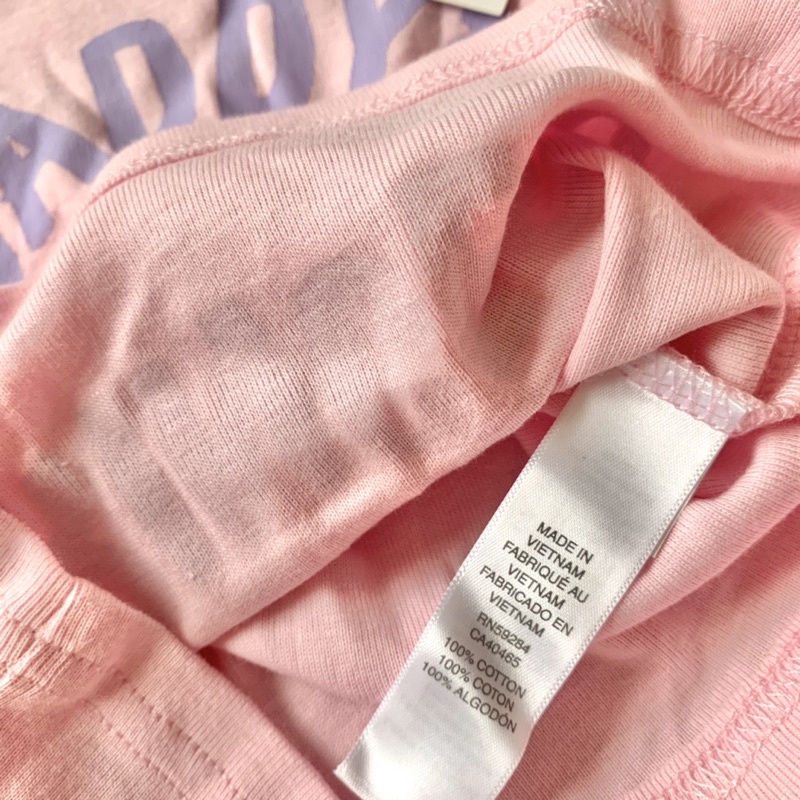 MADE IN
VIETNAM
FABRIQUÉ AU
VIETNAM
FABRICADO EN
VIETNAM
RN59284
CA40465
100% COTTON
100% COTON
100% ALGODÓN